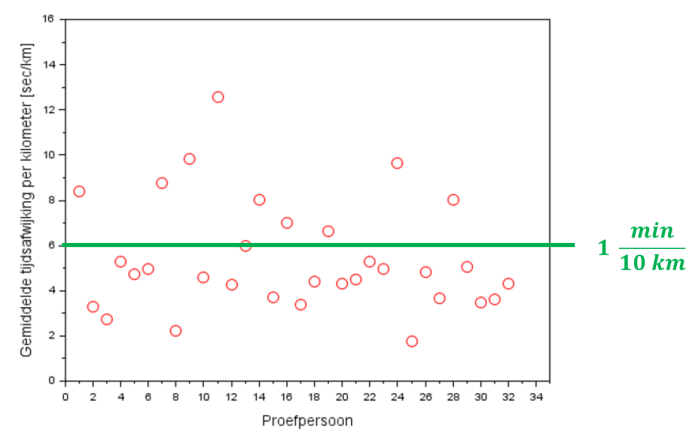 Gemiddelde tijdsafwijking per kilometer [sec/km]
16
14
12
10
8
6
4
2
0
0 2 4 6 8 10 12 14 16 18 20 22 24 26 28 30 32 34
Proefpersoon
1 min/10 km